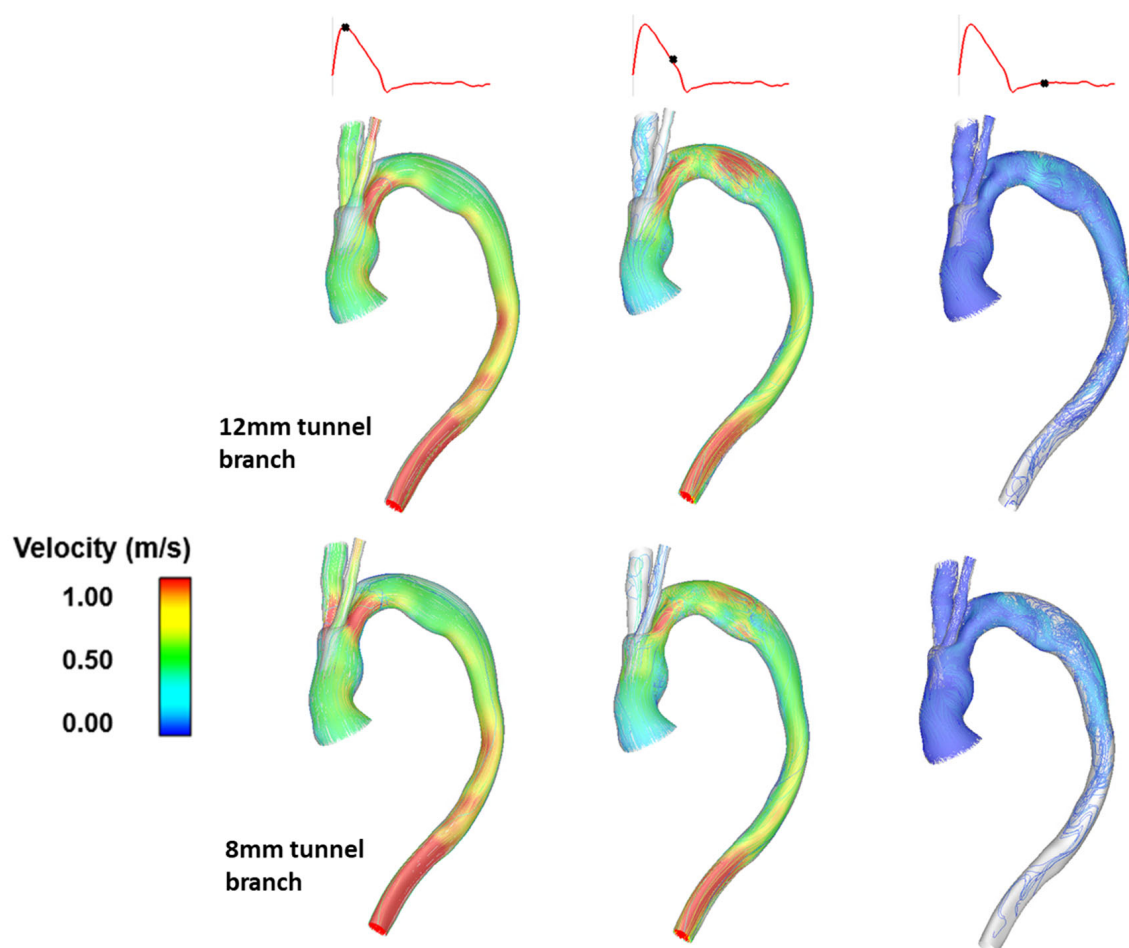 12mm tunnel
branch
Velocity (m/s)
1.00
0.50
0.00
8mm tunnel
branch